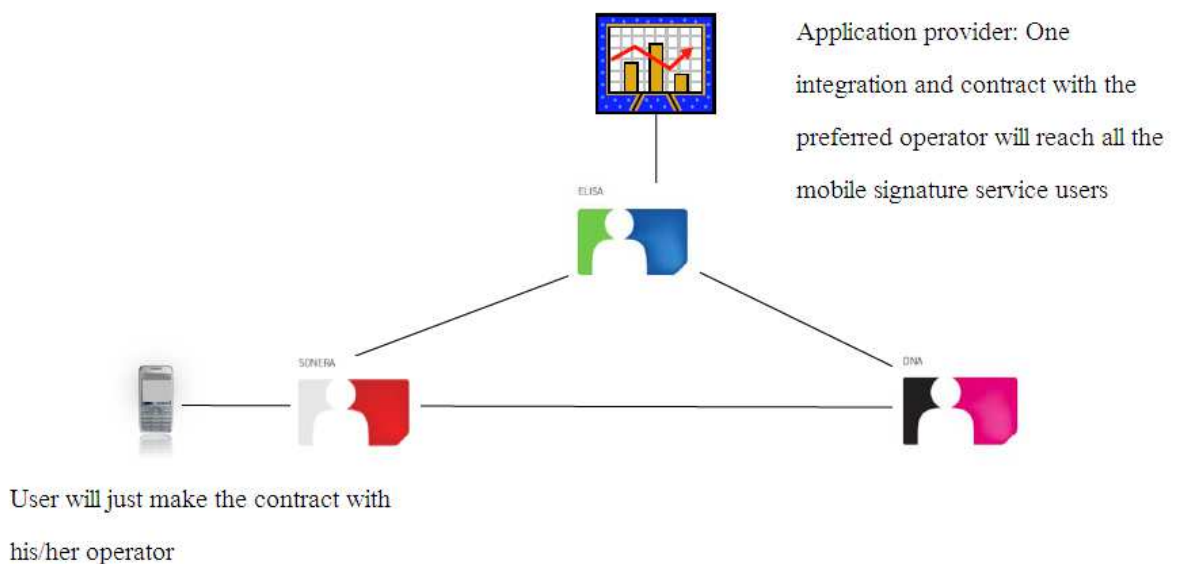 Application provider: One
integration and contract with the
preferred operator will reach all the
mobile signature service users
ELISA
SONERA
DNA
User will just make the contract with
his/her operator